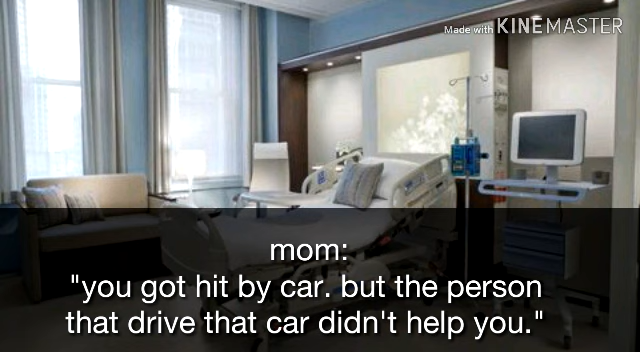 Made with KINEMASTER
mom:
"you got hit by car. but the person
that drive that car didn't help you."